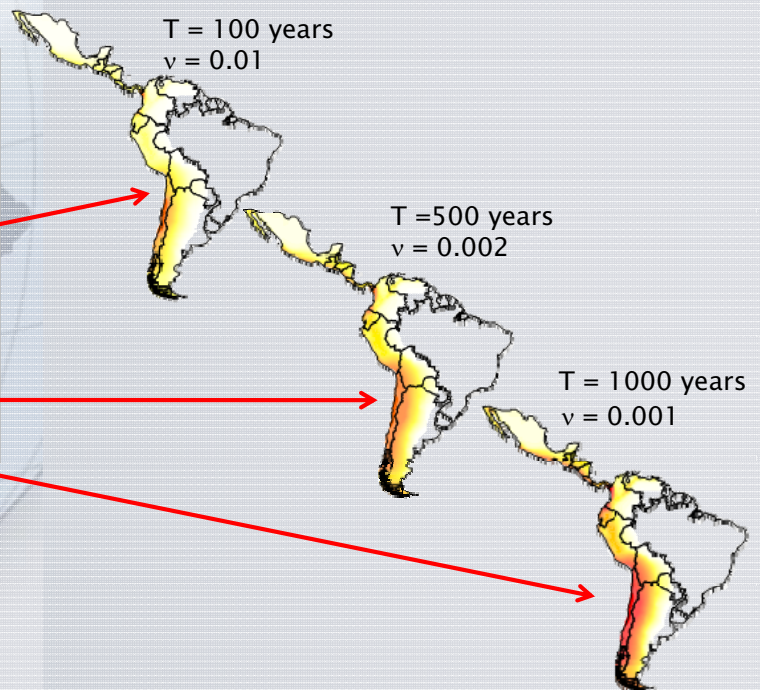 T = 100 years
ν = 0.01
T =500 years
ν = 0.002
T = 1000 years
ν = 0.001